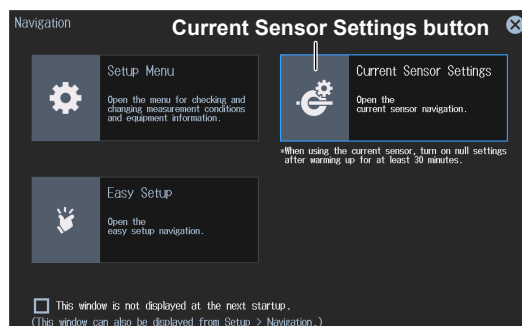 Navigation
Current Sensor Settings button
Setup Menu
Open the menu for checking and
changing measurement conditions
and equipment information.
Current Sensor Settings
Open the
current sensor navigation.
*When using the current sensor, turn on null settings
after warming up for at least 30 minutes.
Easy Setup
Open the
easy setup navigation.
This window is not displayed at the next startup.
(This window can also be displayed from Setup > Navigation.)